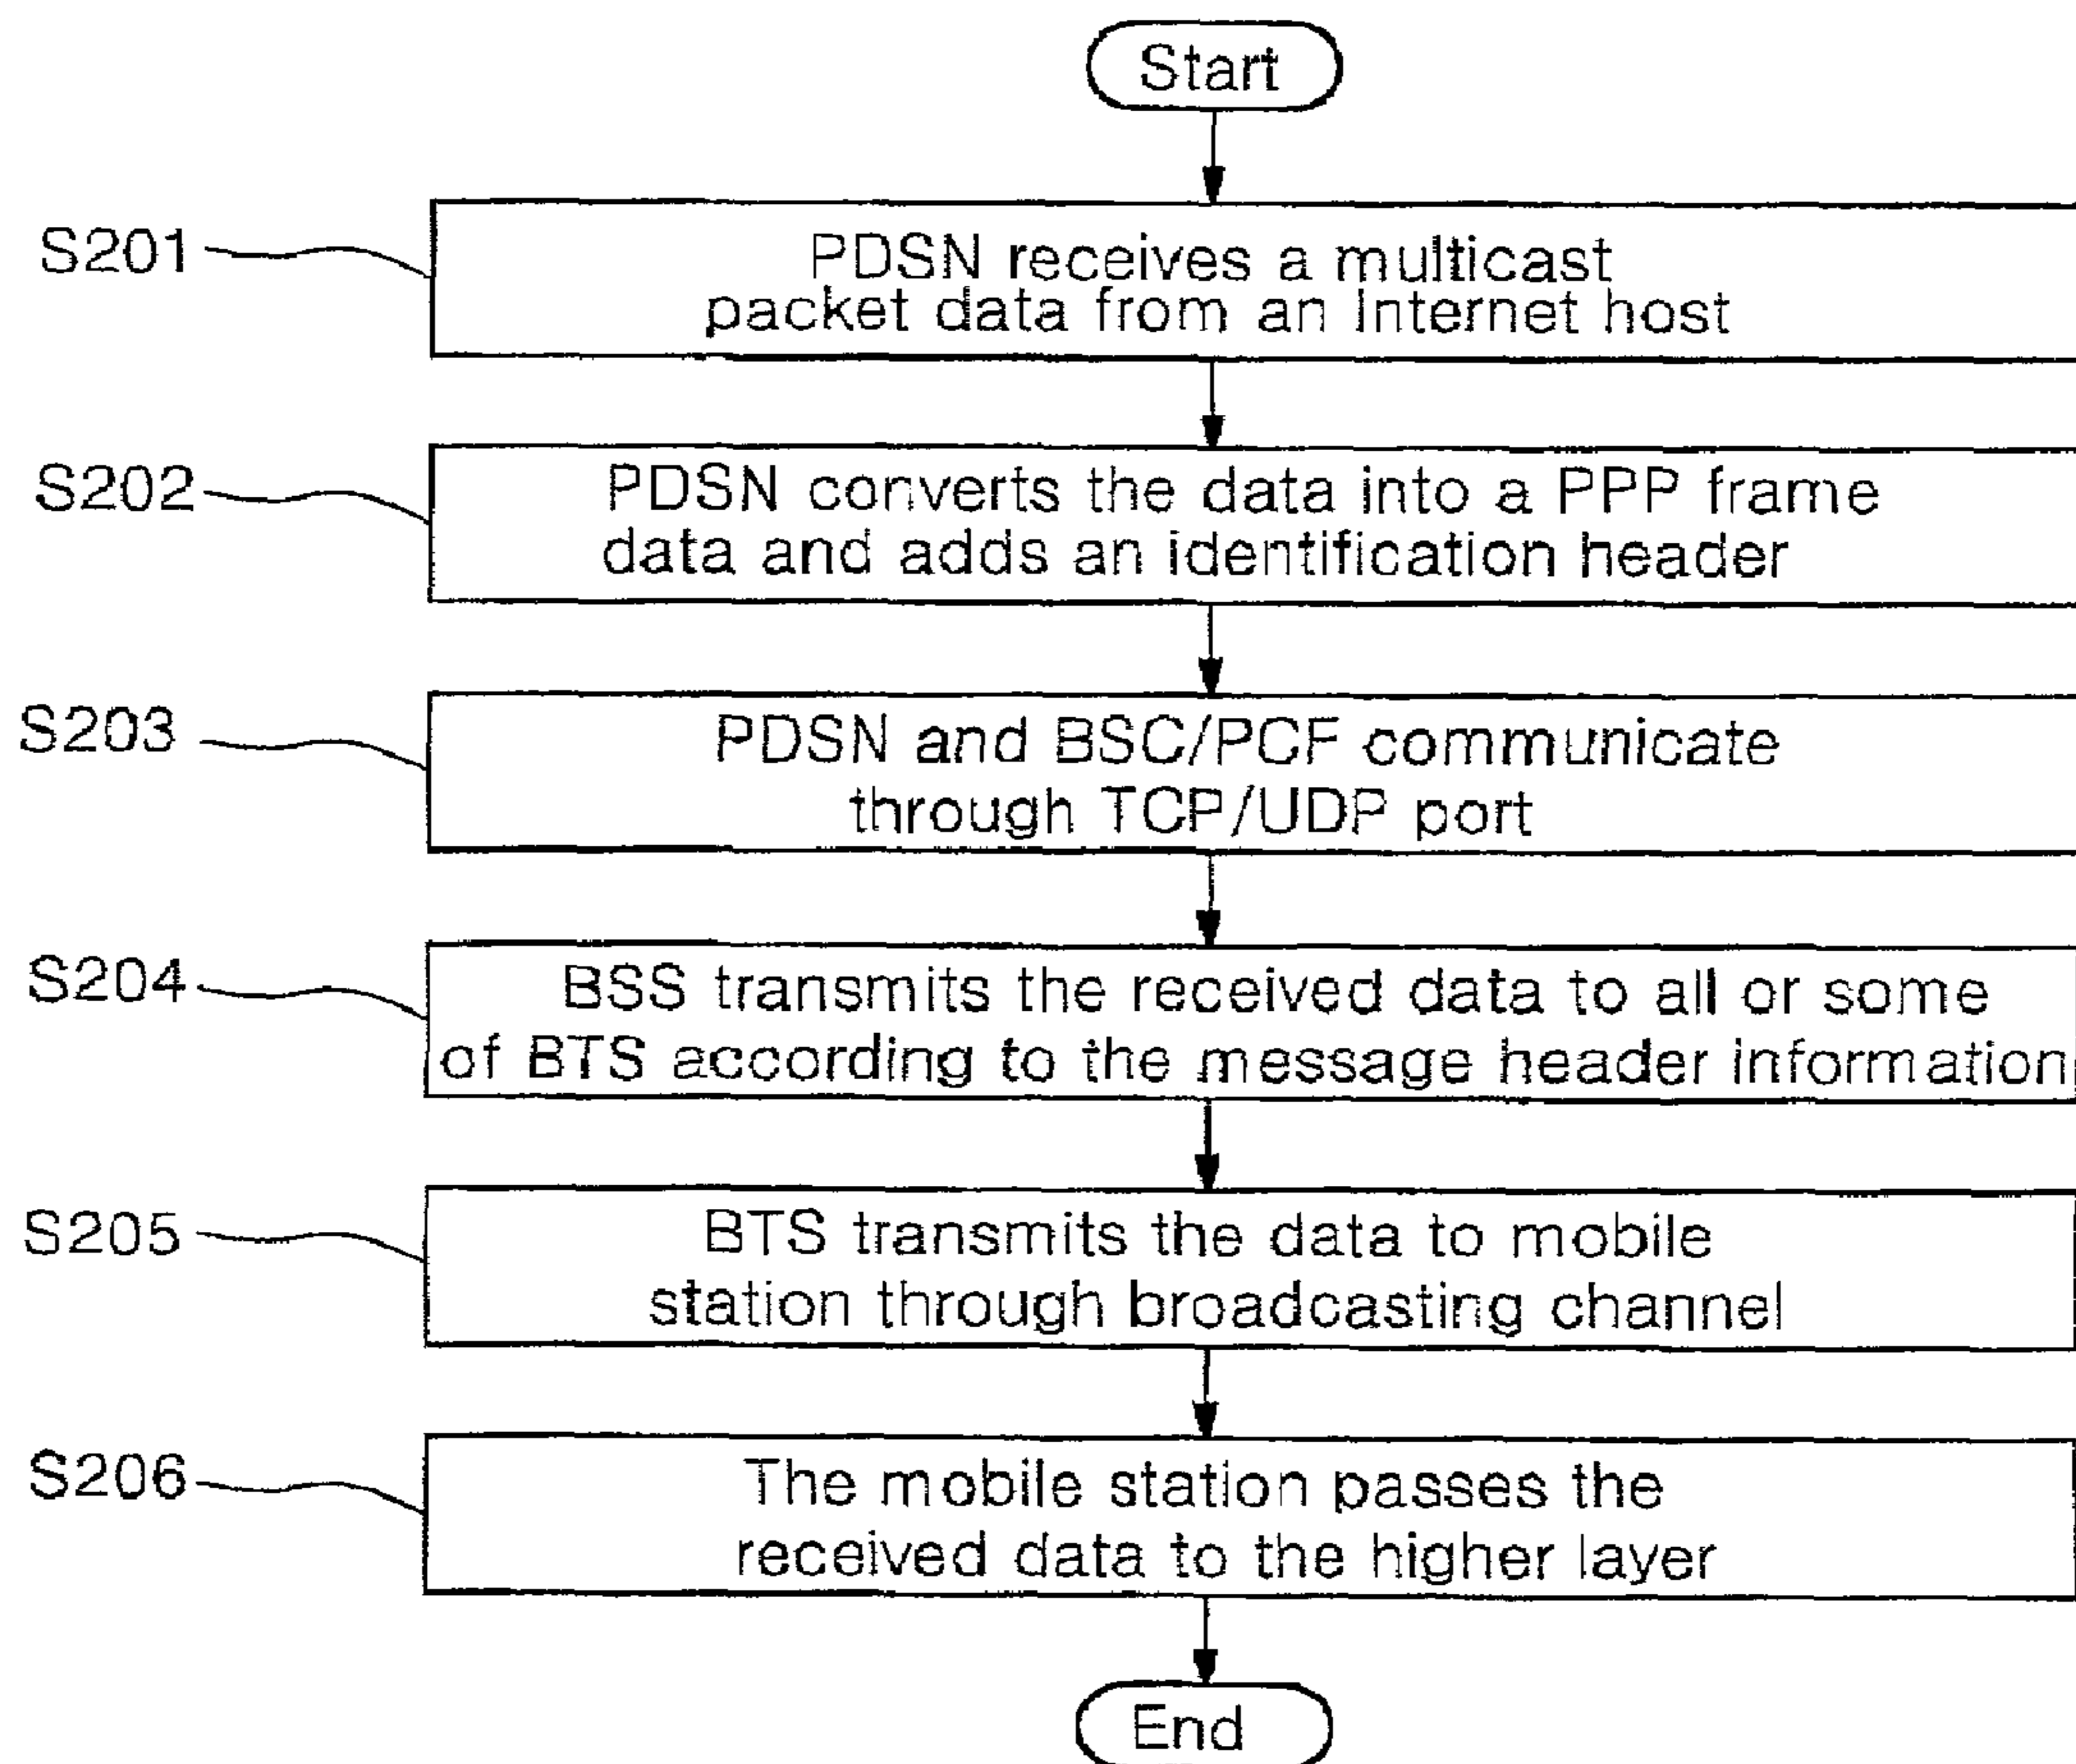 Start
S201
PDSN receives a multicast
packet data from an Internet host
S202
PDSN converts the data into a PPP frame
data and adds an identification header
S203
PDSN and BSC/PCF communicate
through TCP/UDP port
S204
BSS transmits the received data to all or some
of BTS according to the message header information
S205
BTS transmits the data to mobile
station through broadcasting channel
S206
The mobile station passes the
received data to the higher layer
End